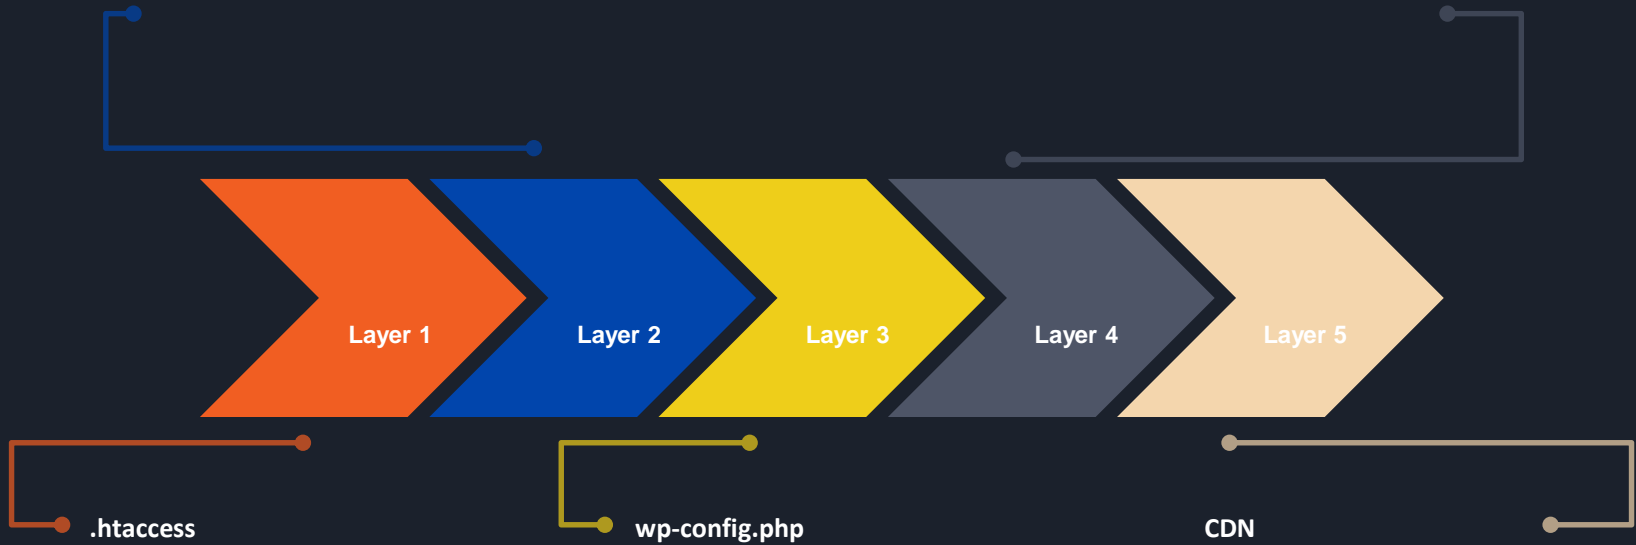 Layer 1
Layer 2
Layer 3
Layer 4
Layer 5
.htaccess
wp-config.php
CDN